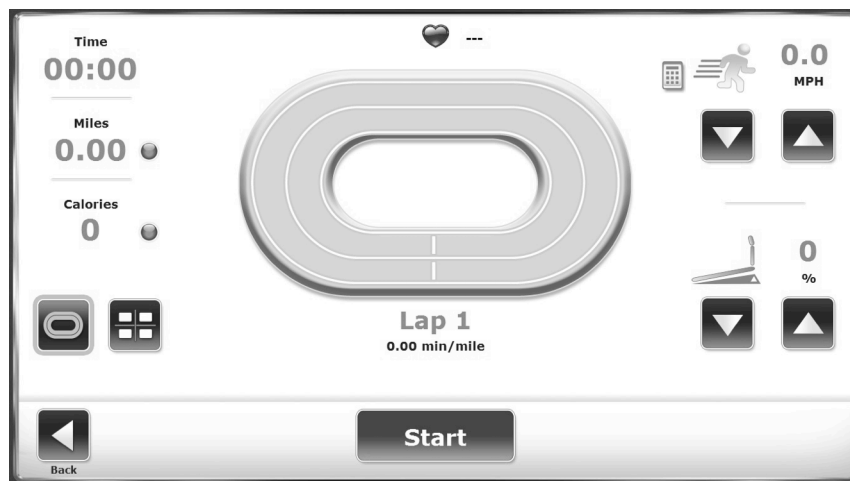 Time
00:00
Miles
0.00
Calories
0
---
0.0
MPH
0
%
Lap 1
0.00 min/mile
Start
Back